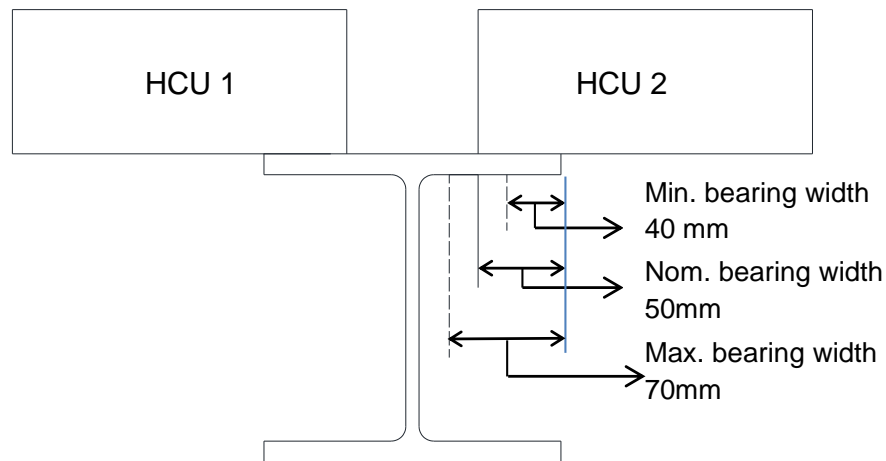 HCU 1
HCU 2
Min. bearing width
40 mm
Nom. bearing width
50mm
Max. bearing width
70mm